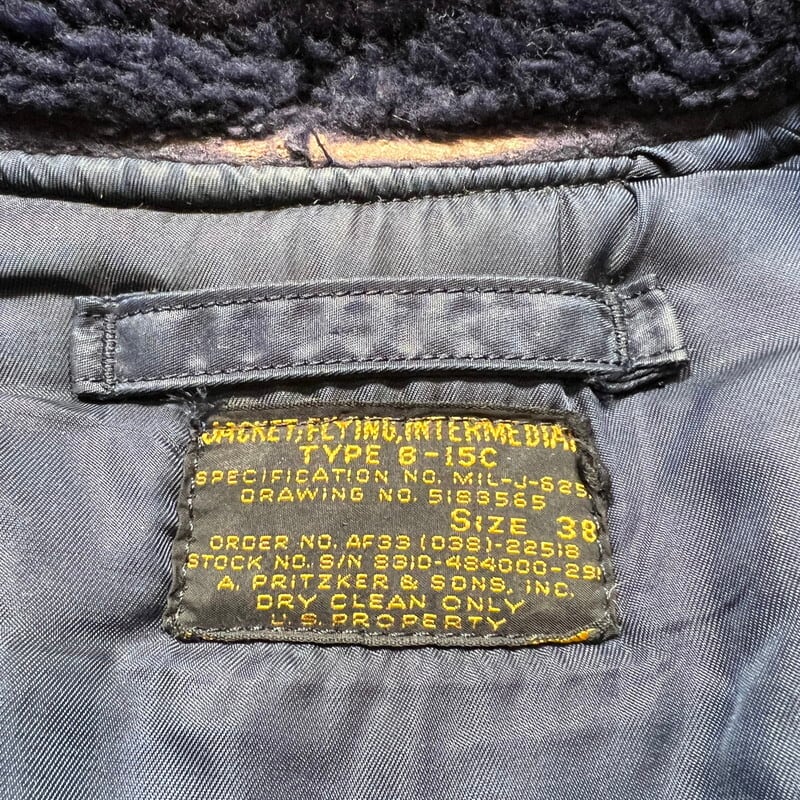 JACKET, FLYING, INTERMEDIA
TYPE B-15C
SPECIFICATION NO. MIL-J-625
DRAWING NO. 5183565
SIZE 38
ORDER NO. AF33 (038)-22518
STOCK NO. S/N 8310-484000-29
A. PRITZKER & SONS, INC.
DRY CLEAN ONLY
U.S. PROPERTY